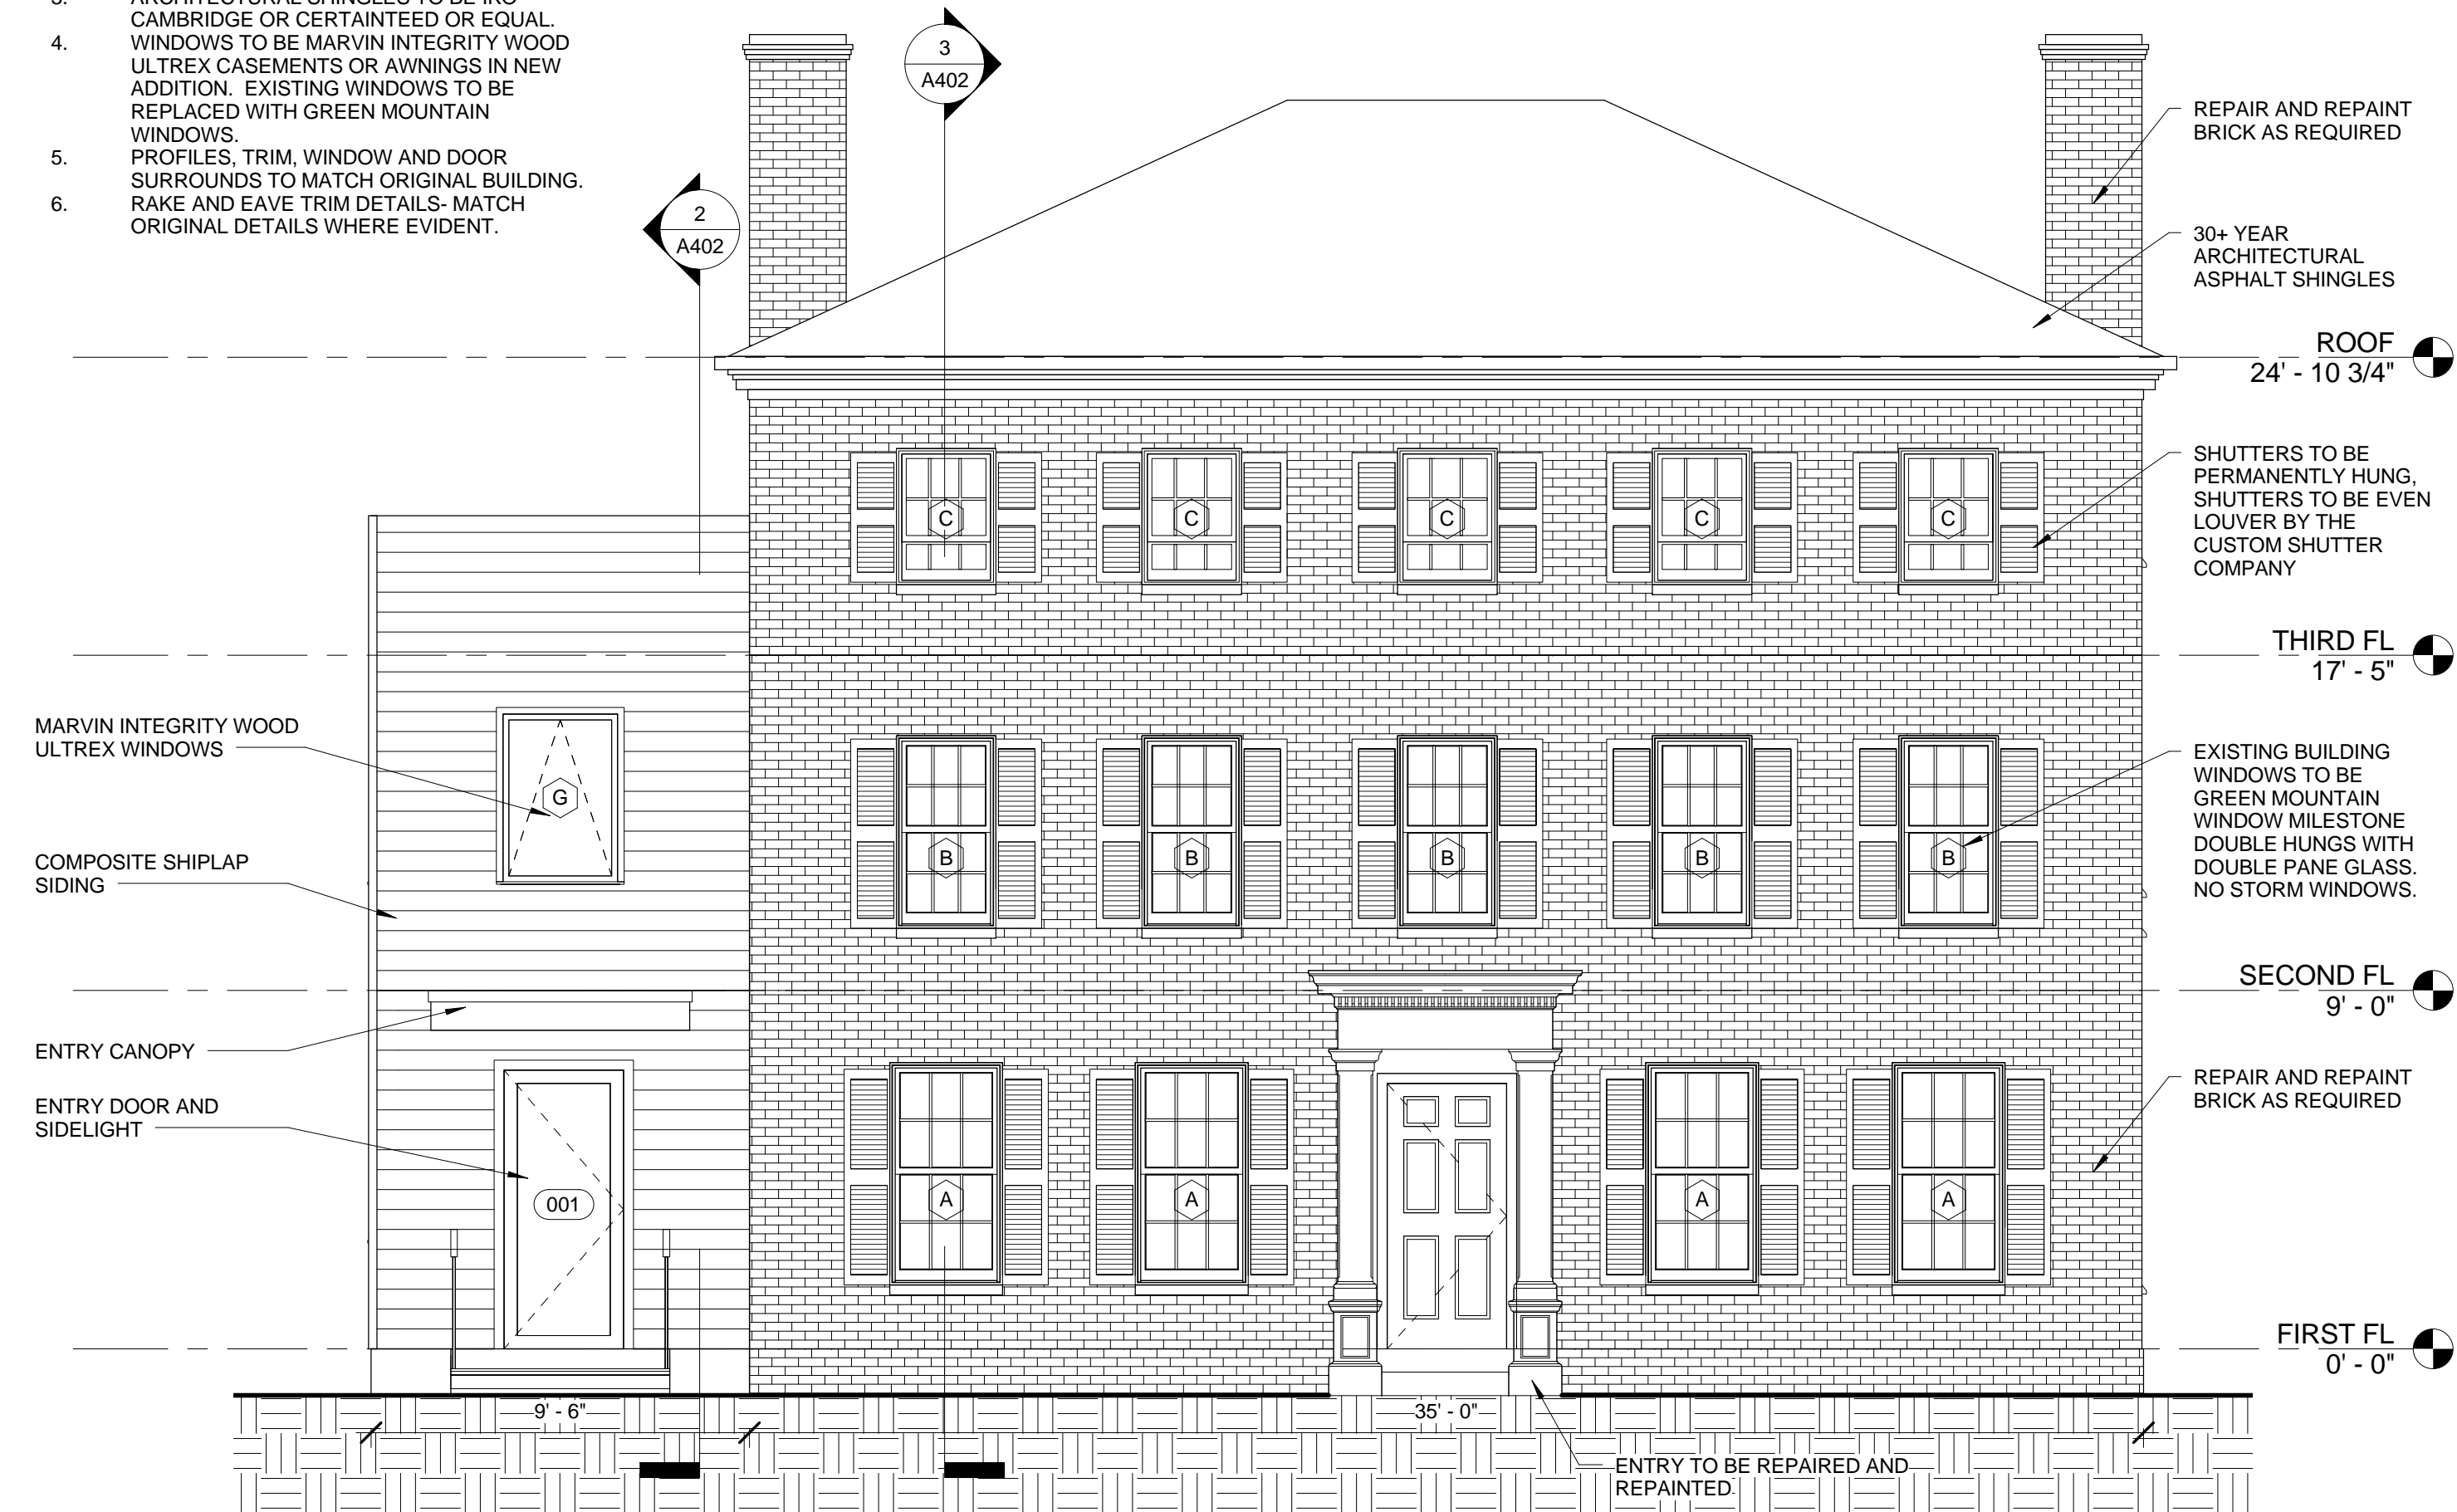 3. ARCHITECTURAL SHINGLES TO BE IKO
CAMBRIDGE OR CERTAINTEED OR EQUAL.
4. WINDOWS TO BE MARVIN INTEGRITY WOOD
ULTREX CASEMENTS OR AWNINGS IN NEW
ADDITION. EXISTING WINDOWS TO BE
REPLACED WITH GREEN MOUNTAIN
WINDOWS.
5. PROFILES, TRIM, WINDOW AND DOOR
SURROUNDS TO MATCH ORIGINAL BUILDING.
6. RAKE AND EAVE TRIM DETAILS- MATCH
ORIGINAL DETAILS WHERE EVIDENT.
3
A402
2
A402
REPAIR AND REPAINT
BRICK AS REQUIRED
30+ YEAR
ARCHITECTURAL
ASPHALT SHINGLES
ROOF
24' - 10 3/4"
SHUTTERS TO BE
PERMANENTLY HUNG,
SHUTTERS TO BE EVEN
LOUVER BY THE
CUSTOM SHUTTER
COMPANY
C C C C C
THIRD FL
17' - 5"
MARVIN INTEGRITY WOOD
ULTREX WINDOWS
G
EXISTING BUILDING
WINDOWS TO BE
GREEN MOUNTAIN
WINDOW MILESTONE
DOUBLE HUNGS WITH
DOUBLE PANE GLASS.
NO STORM WINDOWS.
B B B B B
COMPOSITE SHIPLAP
SIDING
SECOND FL
9' - 0"
ENTRY CANOPY
ENTRY DOOR AND
SIDELIGHT
REPAIR AND REPAINT
BRICK AS REQUIRED
001
A A A A
FIRST FL
0' - 0"
9' - 6"
35' - 0"
ENTRY TO BE REPAIRED AND
REPAINTED